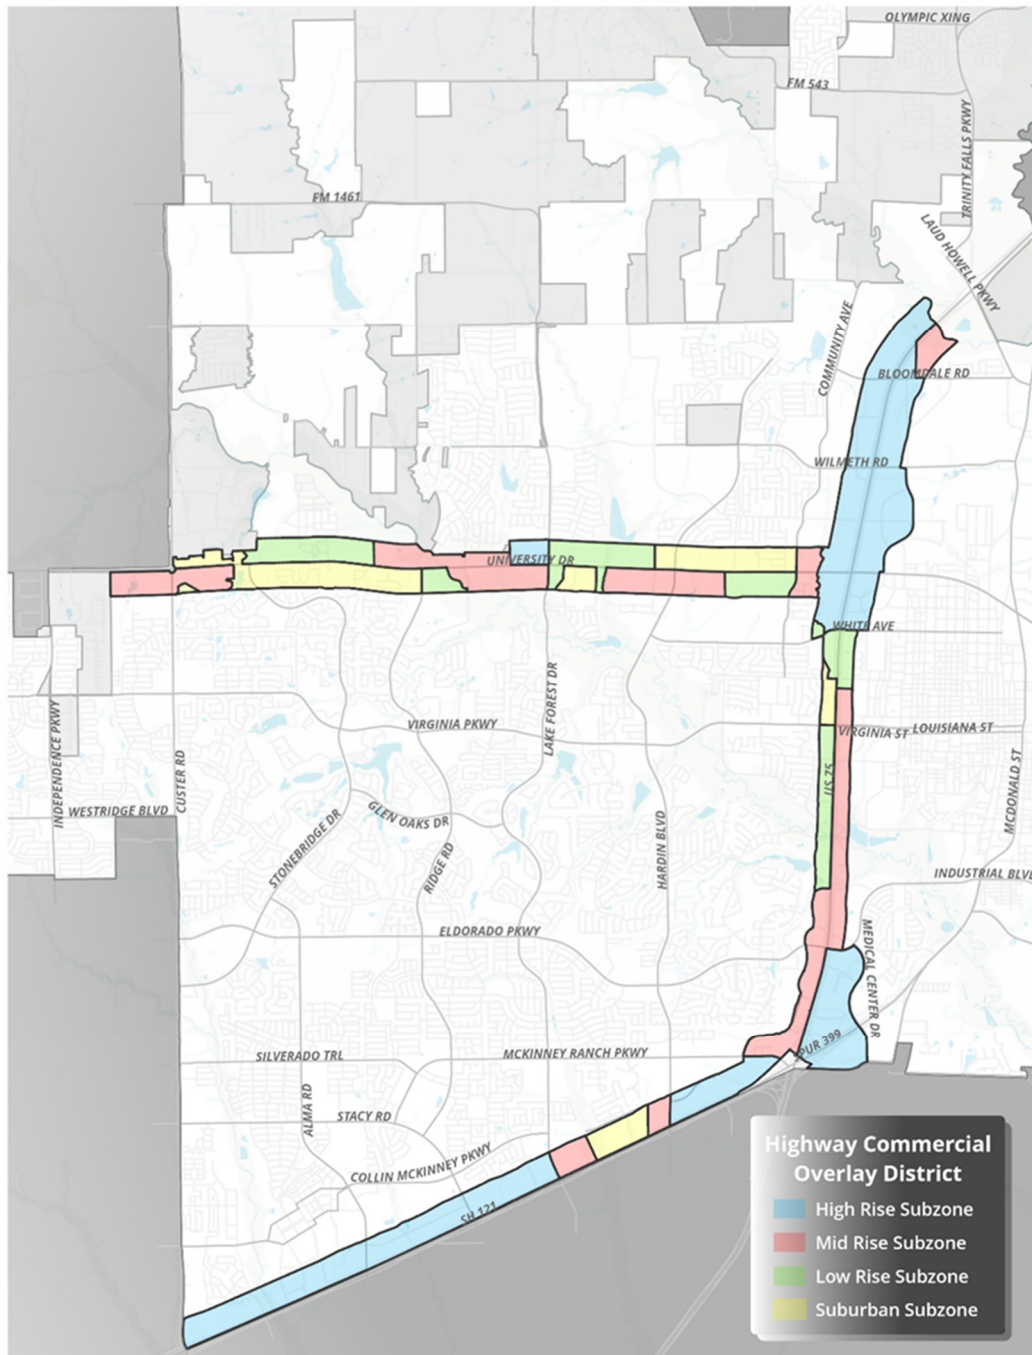 OLYMPIC XING
FM 543
TRINITY FALLS PKWY
FM 1461
LAUD HOWELL PKWY
COMMUNITY AVE
BLOOMDALE RD
WILMETH RD
UNIVERSITY DR
WHITE AVE
LAKE FOREST DR
INDEPENDENCE PKWY
CUSTER RD
VIRGINIA PKWY
VIRGINIA ST
LOUISIANA ST
US 75
MCDONALD ST
WESTRIDGE BLVD
STONEBRIDGE DR
GLEN OAKS DR
RIDGE RD
HARDIN BLVD
INDUSTRIAL BLVD
ELDORADO PKWY
MEDICAL CENTER DR
SPUR 399
SILVERADO TRL
MCKINNEY RANCH PKWY
ALMA RD
STACY RD
COLLIN MCKINNEY PKWY
SH 121
Highway Commercial
Overlay District
High Rise Subzone
Mid Rise Subzone
Low Rise Subzone
Suburban Subzone